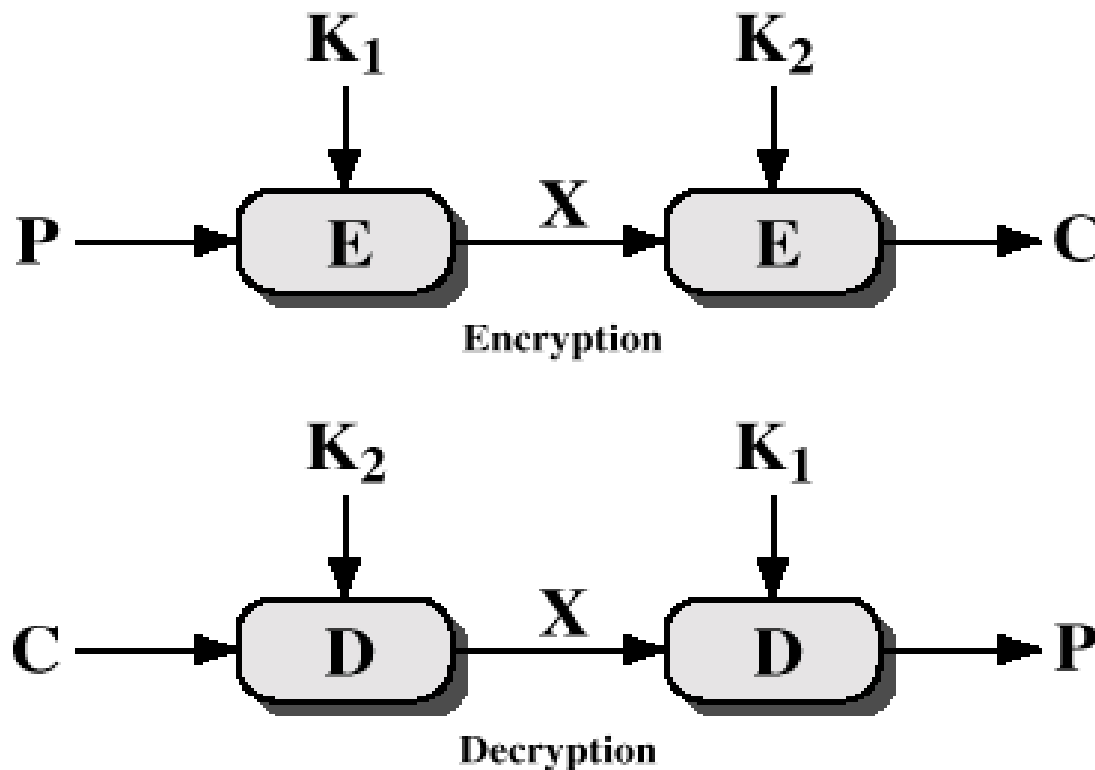 K₁ K₂
P E X E C
Encryption
K₂ K₁
C D X D P
Decryption